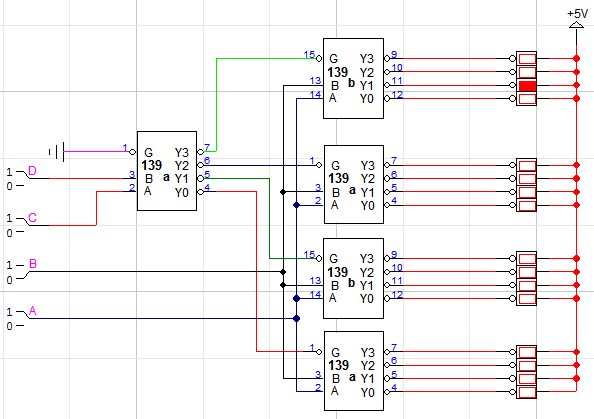 +5V
15 G Y3 9
139 Y2 10
13 B b Y1 11
14 A Y0 12
1 G Y3 7
139 Y2 6
3 B a Y1 5
2 A Y0 4
1 D
0
1 C
0
1 B
0
1 A
0
1 G Y3 7
139 Y2 6
3 B a Y1 5
2 A Y0 4
15 G Y3 9
139 Y2 10
13 B b Y1 11
14 A Y0 12
1 G Y3 7
139 Y2 6
3 B a Y1 5
2 A Y0 4